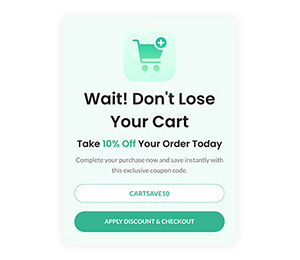 Wait! Don't Lose
Your Cart
Take 10% Off Your Order Today
Complete your purchase now and save instantly with
this exclusive coupon code.
CARTSAVE10
APPLY DISCOUNT & CHECKOUT